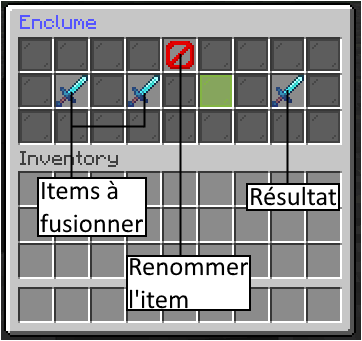 Enclume
Inventory
Items à
fusionner
Résultat
Renommer
l'item